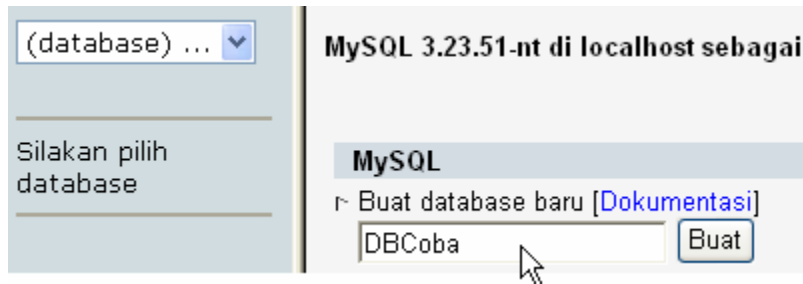 (database) ...
Silakan pilih
database
MySQL 3.23.51-nt di localhost sebagai
MySQL
Buat database baru [Dokumentasi]
DBCoba
Buat